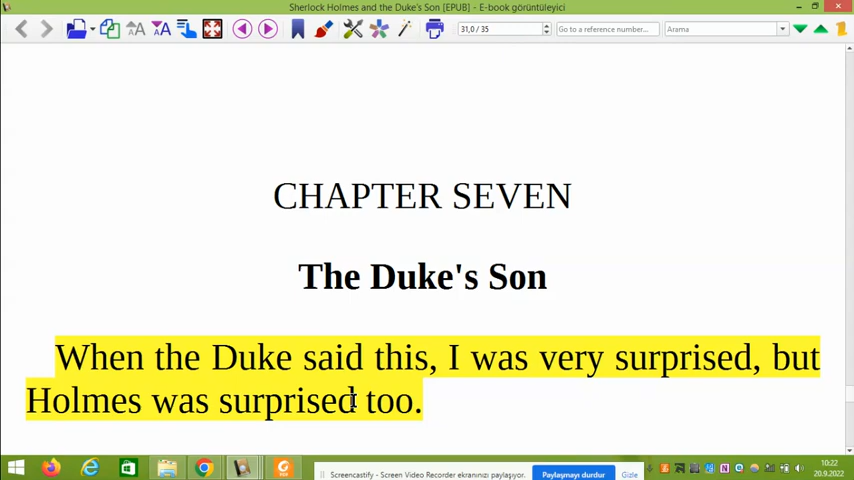 Sherlock Holmes and the Duke's Son [EPUB] - E-book görüntüleyici
31,0 / 35
Go to a reference number...
Arama
CHAPTER SEVEN
The Duke's Son
When the Duke said this, I was very surprised, but
Holmes was surprised too.
Screencastify - Screen Video Recorder ekranınızı paylaşıyor.
Paylaşmayı durdur
Gizle
10:22
20.9.2022